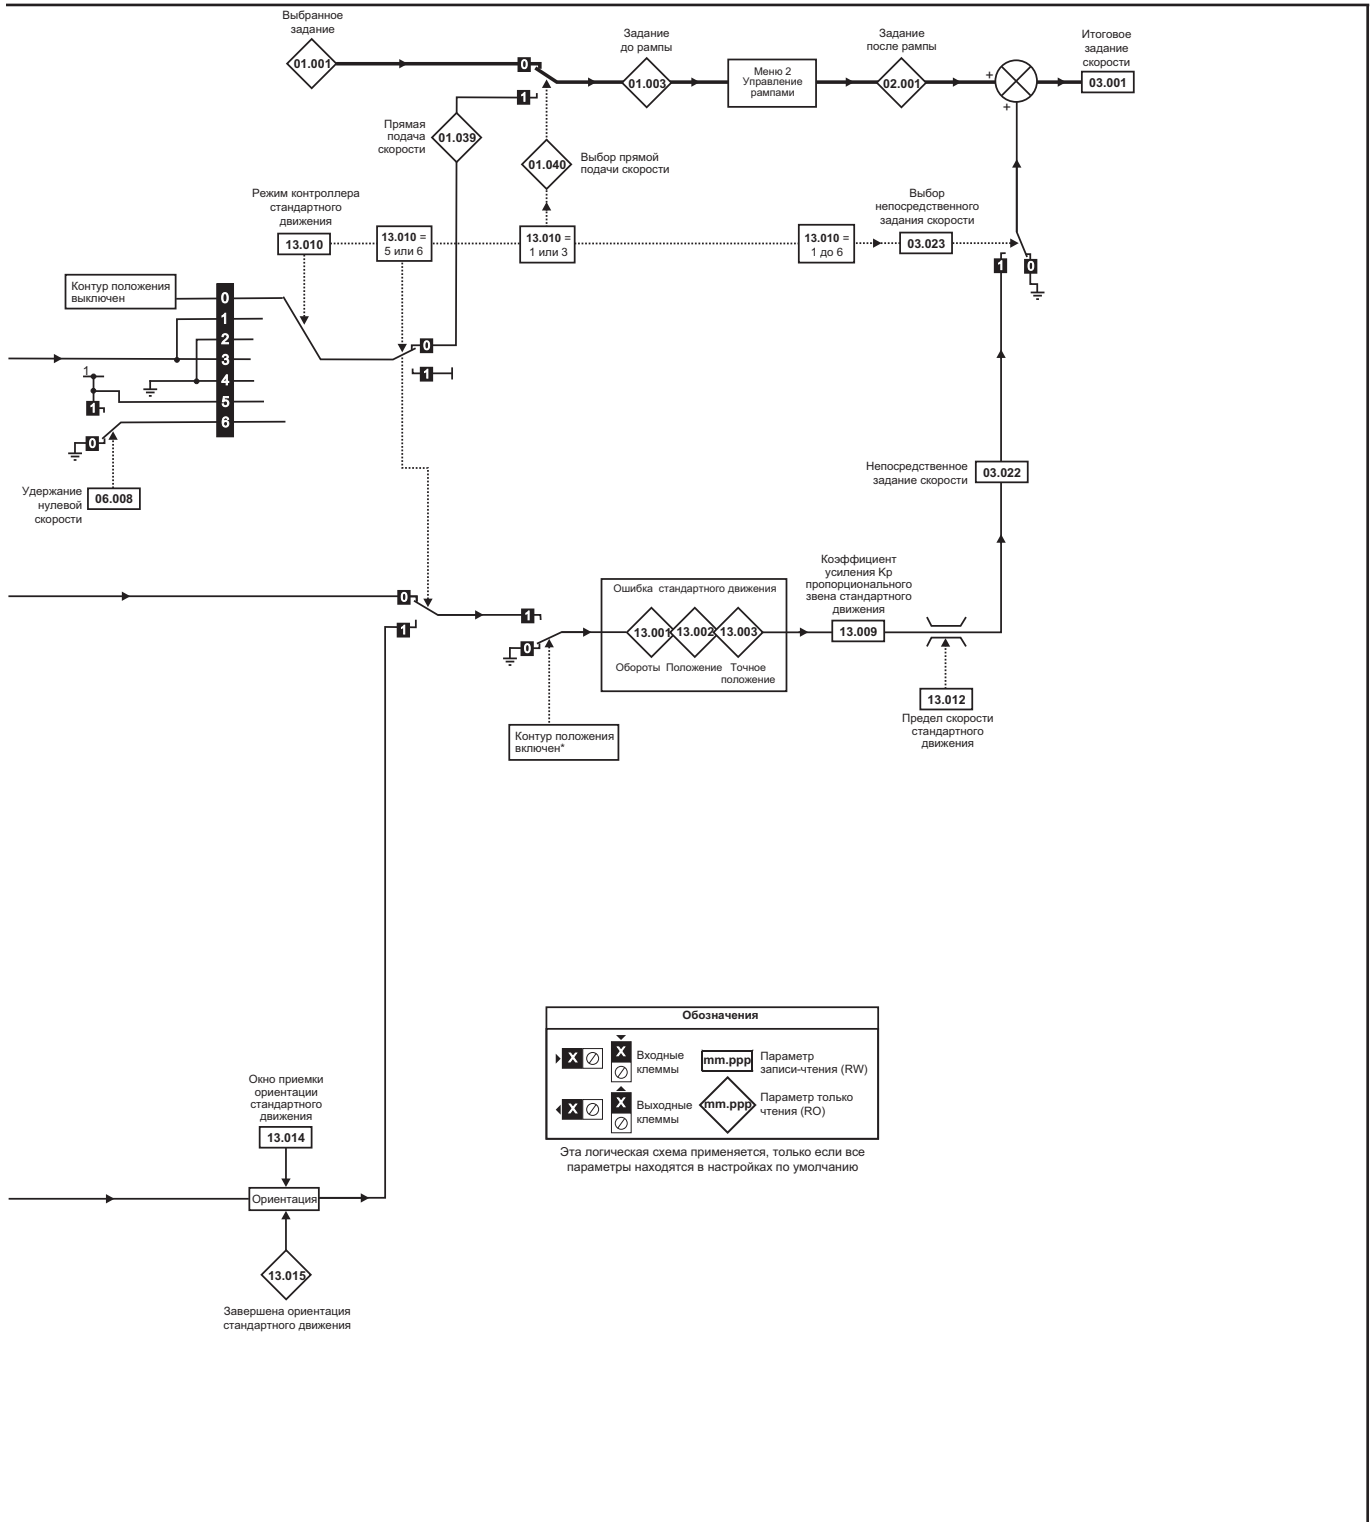 Выбранное
задание
01.001
0
1
Задание
до рампы
01.003
Меню 2
Управление
рампами
Задание
после рампы
02.001
+
+
Итоговое
задание
скорости
03.001
Прямая
подача
скорости
01.039
01.040
Выбор прямой
подачи скорости
Режим контроллера
стандартного
движения
13.010
13.010 =
5 или 6
13.010 =
1 или 3
13.010 =
1 до 6
Выбор
непосредственного
задания скорости
03.023
1
0
Контур положения
выключен
0
1
2
3
4
5
6
0
1
1
1
0
Удержание
нулевой
скорости
06.008
Непосредственное
задание скорости
03.022
0
1
1
0
Ошибка стандартного движения
13.001
13.002
13.003
Обороты
Положение
Точное
положение
Коэффициент
усиления Kp
пропорционального
звена стандартного
движения
13.009
13.012
Предел скорости
стандартного
движения
Контур положения
включен*
Обозначения
X
X
Входные
клеммы
mm.ppp
Параметр
записи-чтения (RW)
X
X
Выходные
клеммы
mm.ppp
Параметр только
чтения (RO)
Эта логическая схема применяется, только если все
параметры находятся в настройках по умолчанию
Окно приемки
ориентации
стандартного
движения
13.014
Ориентация
13.015
Завершена ориентация
стандартного движения